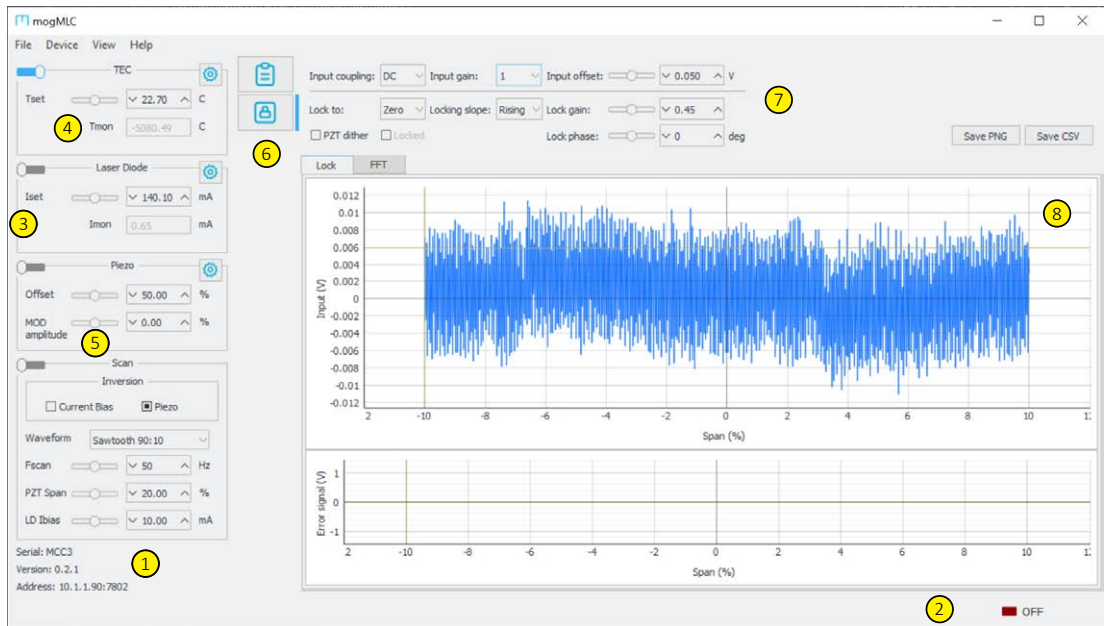 mogMLC
File Device View Help
TEC
Tset 22.70 C
4 Tmon -5080.49 C
Laser Diode
Iset 140.10 mA
3 Imon 0.65 mA
Piezo
Offset 50.00 %
MOD amplitude 0.00 %
5
Scan
Inversion
Current Bias Piezo
Waveform Sawtooth 90:10
Fscan 50 Hz
PZT Span 20.00 %
LD Ibias 10.00 mA
Serial: MCC3
Version: 0.2.1
Address: 10.1.1.90:7802
1
6
Input coupling: DC Input gain: 1 Input offset: 0.050 V
7
Lock to: Zero Locking slope: Rising Lock gain: 0.45
PZT dither Locked Lock phase: 0 deg
Save PNG Save CSV
Lock FFT
8
0.012
0.01
0.008
0.006
0.004
0.002
0
-0.002
-0.004
-0.006
-0.008
-0.01
-0.012
Input (V)
2 -10 -8 -6 -4 -2 0 2 4 6 8 10
Span (%)
1
0
-1
Error signal (V)
2 -10 -8 -6 -4 -2 0 2 4 6 8 10
Span (%)
2 OFF